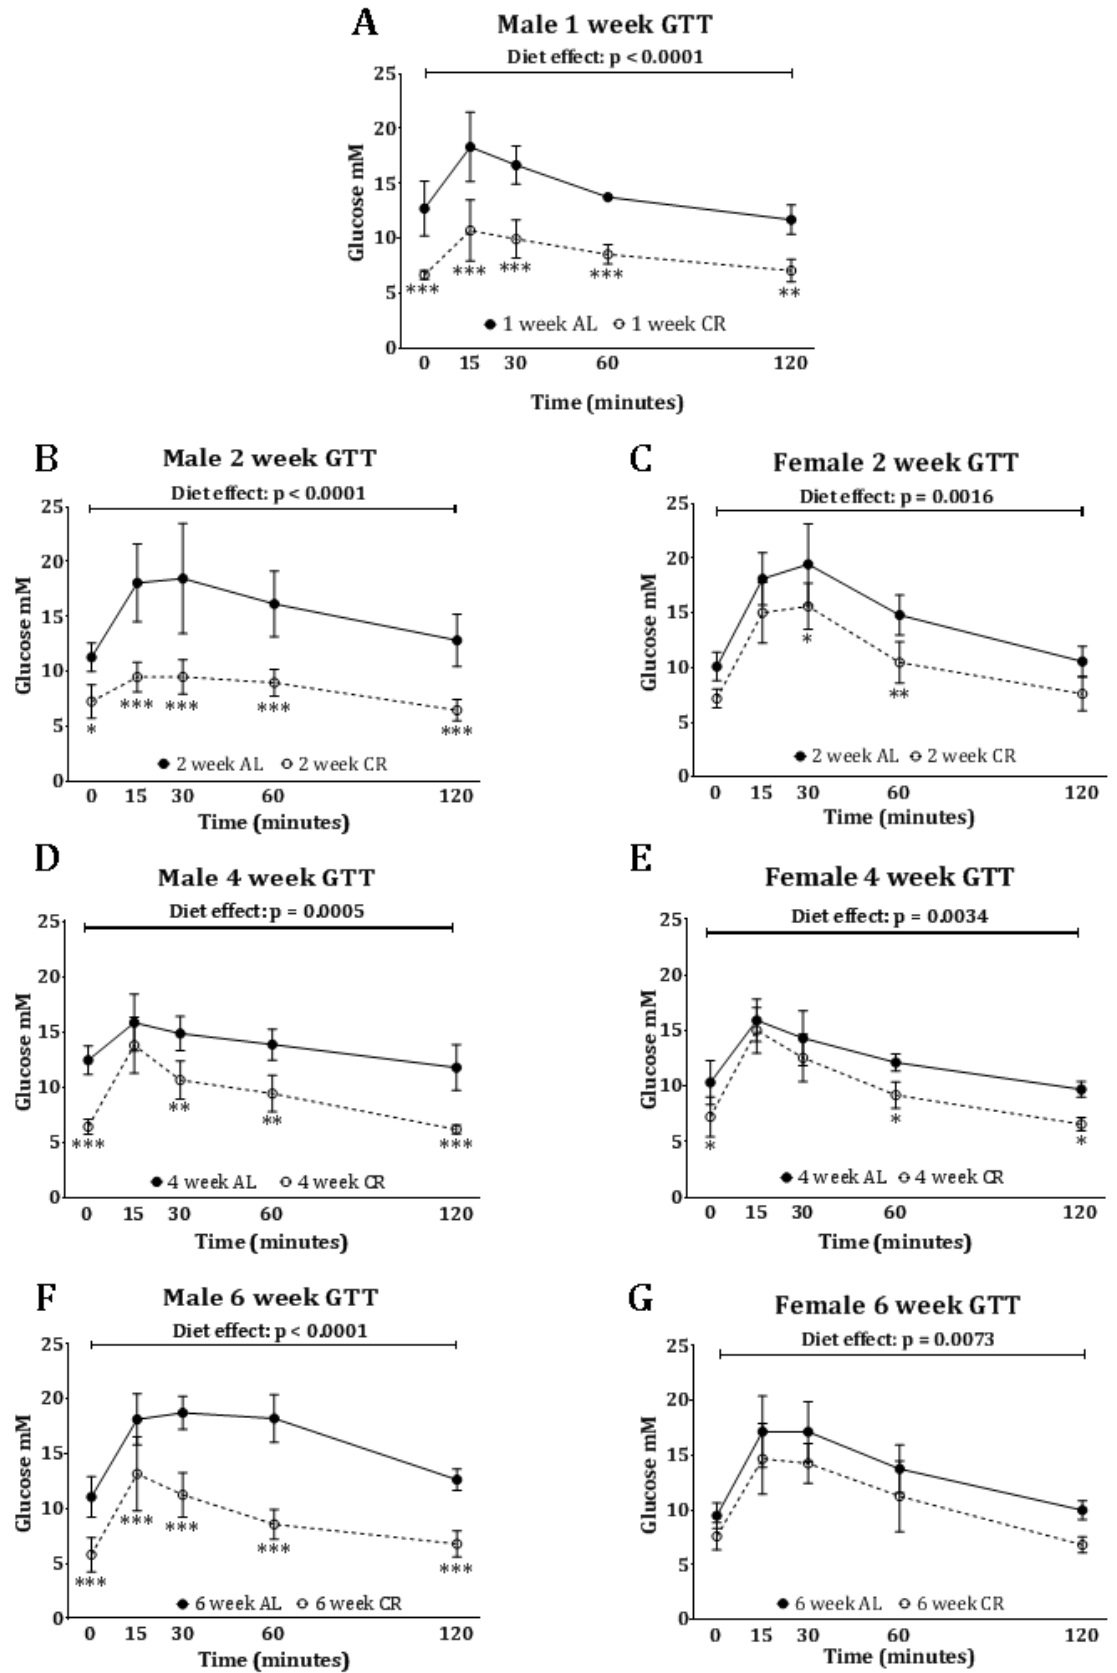 A
Male 1 week GTT
Diet effect: p < 0.0001
25
20
15
10
5
0
Glucose mM
*** *** *** *** **
1 week AL 1 week CR
0 15 30 60 120
Time (minutes)
B
Male 2 week GTT
Diet effect: p < 0.0001
25
20
15
10
5
0
Glucose mM
* *** *** *** ***
2 week AL 2 week CR
0 15 30 60 120
Time (minutes)
C
Female 2 week GTT
Diet effect: p = 0.0016
25
20
15
10
5
0
Glucose mM
* **
2 week AL 2 week CR
0 15 30 60 120
Time (minutes)
D
Male 4 week GTT
Diet effect: p = 0.0005
25
20
15
10
5
0
Glucose mM
*** ** ** ***
4 week AL 4 week CR
0 15 30 60 120
Time (minutes)
E
Female 4 week GTT
Diet effect: p = 0.0034
25
20
15
10
5
0
Glucose mM
* * *
4 week AL 4 week CR
0 15 30 60 120
Time (minutes)
F
Male 6 week GTT
Diet effect: p < 0.0001
25
20
15
10
5
0
Glucose mM
*** *** *** *** ***
6 week AL 6 week CR
0 15 30 60 120
Time (minutes)
G
Female 6 week GTT
Diet effect: p = 0.0073
25
20
15
10
5
0
Glucose mM
6 week AL 6 week CR
0 15 30 60 120
Time (minutes)